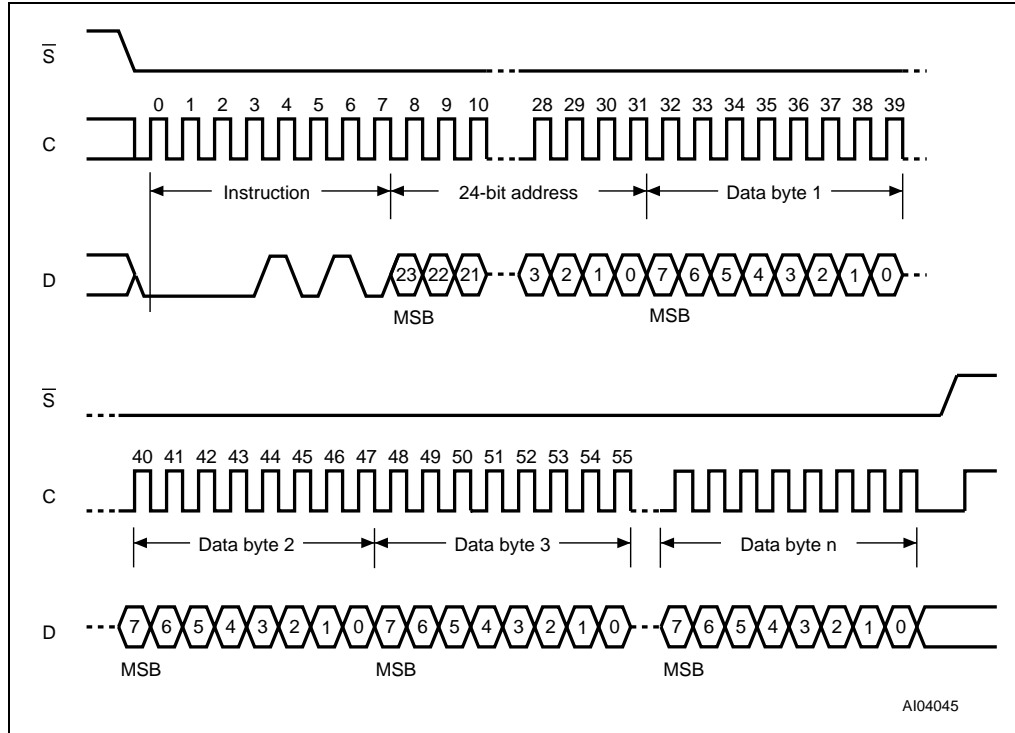 S
0 1 2 3 4 5 6 7 8 9 10 28 29 30 31 32 33 34 35 36 37 38 39
C
Instruction 24-bit address Data byte 1
D 23 22 21 3 2 1 0 7 6 5 4 3 2 1 0
MSB MSB
S
40 41 42 43 44 45 46 47 48 49 50 51 52 53 54 55
C
Data byte 2 Data byte 3 Data byte n
D 7 6 5 4 3 2 1 0 7 6 5 4 3 2 1 0 7 6 5 4 3 2 1 0
MSB MSB MSB
AI04045